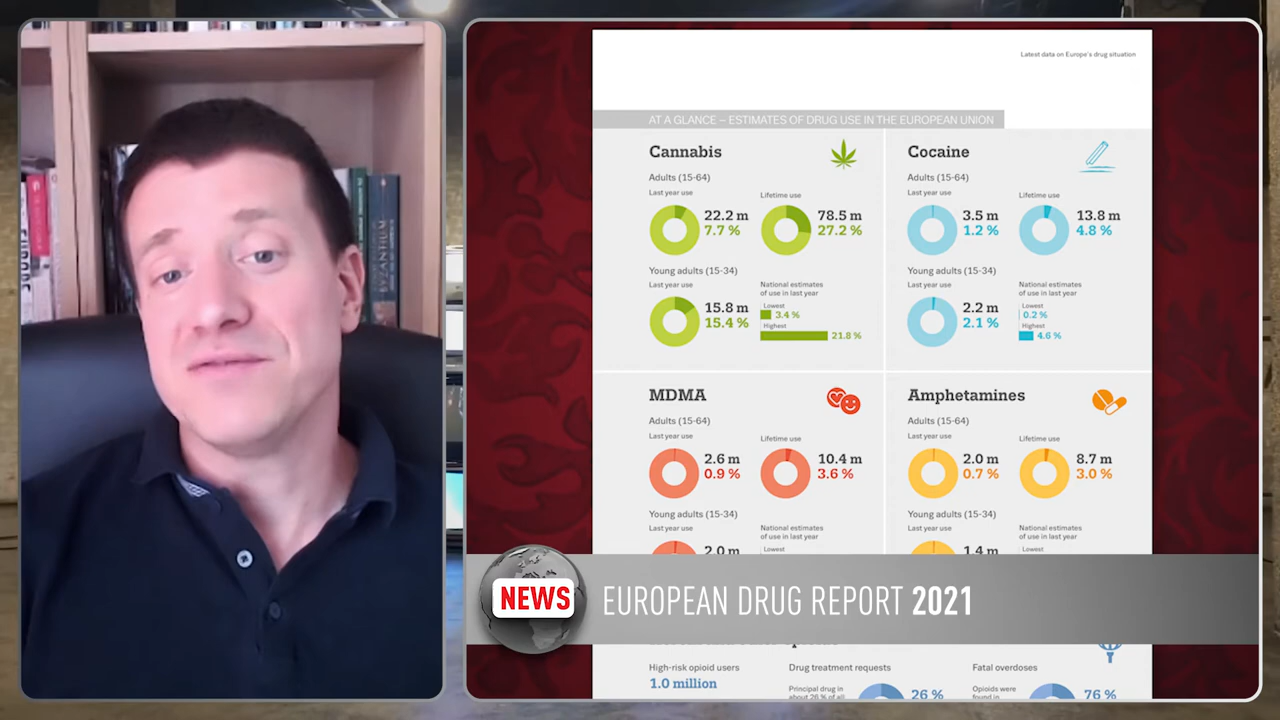 BYZANTIUM
Latest data on Europe's drug situation
AT A GLANCE – ESTIMATES OF DRUG USE IN THE EUROPEAN UNION
Cannabis
Adults (15-64)
Last year use
Lifetime use
22.2 m
7.7 %
78.5 m
27.2 %
Young adults (15-34)
Last year use
National estimates
of use in last year
15.8 m
15.4 %
Lowest
3.4 %
Highest
21.8 %
Cocaine
Adults (15-64)
Last year use
Lifetime use
3.5 m
1.2 %
13.8 m
4.8 %
Young adults (15-34)
Last year use
National estimates
of use in last year
2.2 m
2.1 %
Lowest
0.2 %
Highest
4.6 %
MDMA
Adults (15-64)
Last year use
Lifetime use
2.6 m
0.9 %
10.4 m
3.6 %
Young adults (15-34)
Last year use
National estimates
of use in last year
2.0 m
Lowest
Amphetamines
Adults (15-64)
Last year use
Lifetime use
2.0 m
0.7 %
8.7 m
3.0 %
Young adults (15-34)
Last year use
National estimates
of use in last year
1.4 m
Lowest
NEWS
EUROPEAN DRUG REPORT 2021
High-risk opioid users
1.0 million
Drug treatment requests
Principal drug in
about 26 % of all
26 %
Fatal overdoses
Opioids were
found in
76 %